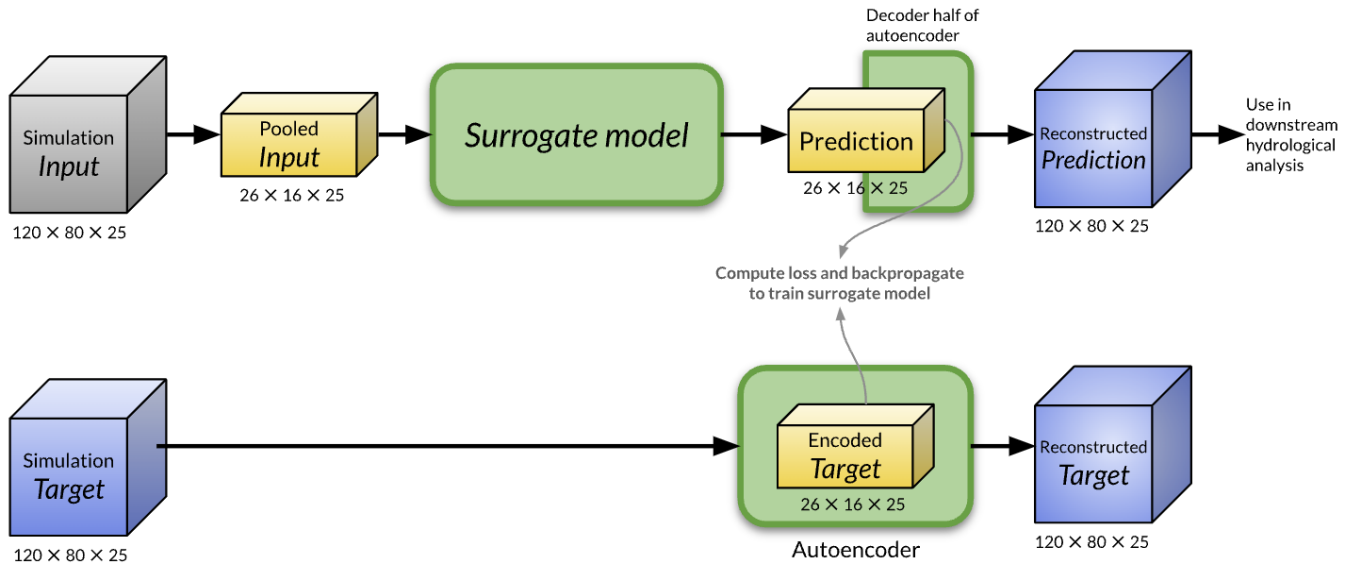 Decoder half of
autoencoder
Simulation
Input
120 × 80 × 25
Pooled
Input
26 × 16 × 25
Surrogate model
Prediction
26 × 16 × 25
Reconstructed
Prediction
120 × 80 × 25
Use in
downstream
hydrological
analysis
Compute loss and backpropagate
to train surrogate model
Simulation
Target
120 × 80 × 25
Encoded
Target
26 × 16 × 25
Autoencoder
Reconstructed
Target
120 × 80 × 25